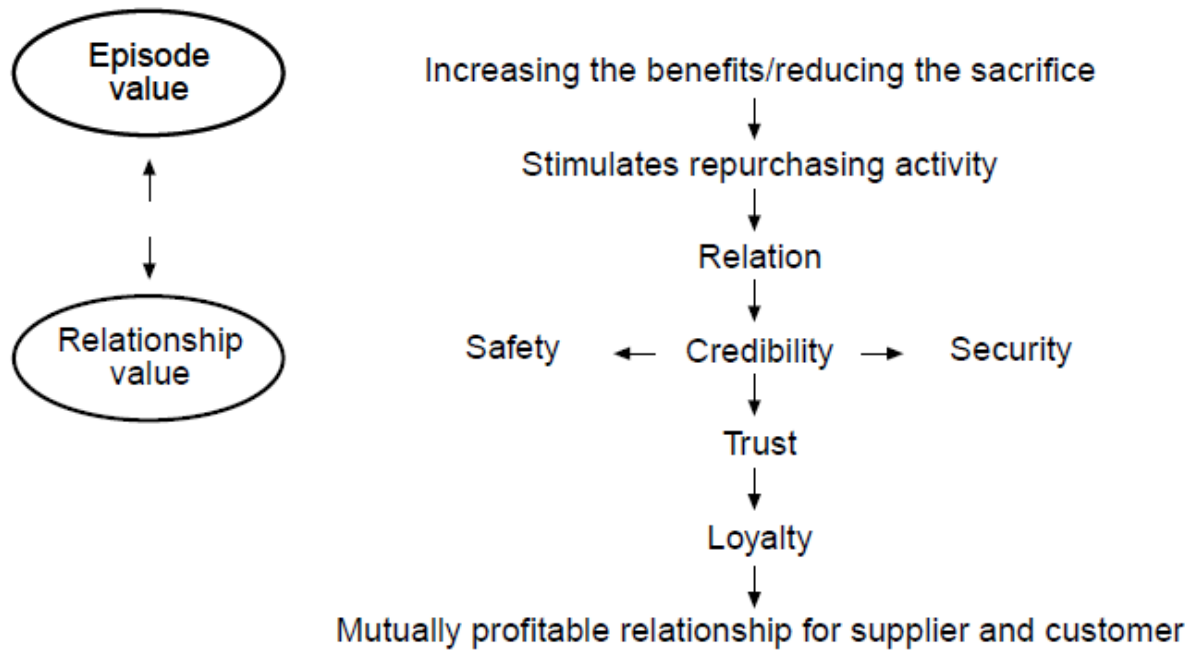 Episode
value
Increasing the benefits/reducing the sacrifice
Stimulates repurchasing activity
Relation
Relationship
value
Safety
Credibility
Security
Trust
Loyalty
Mutually profitable relationship for supplier and customer